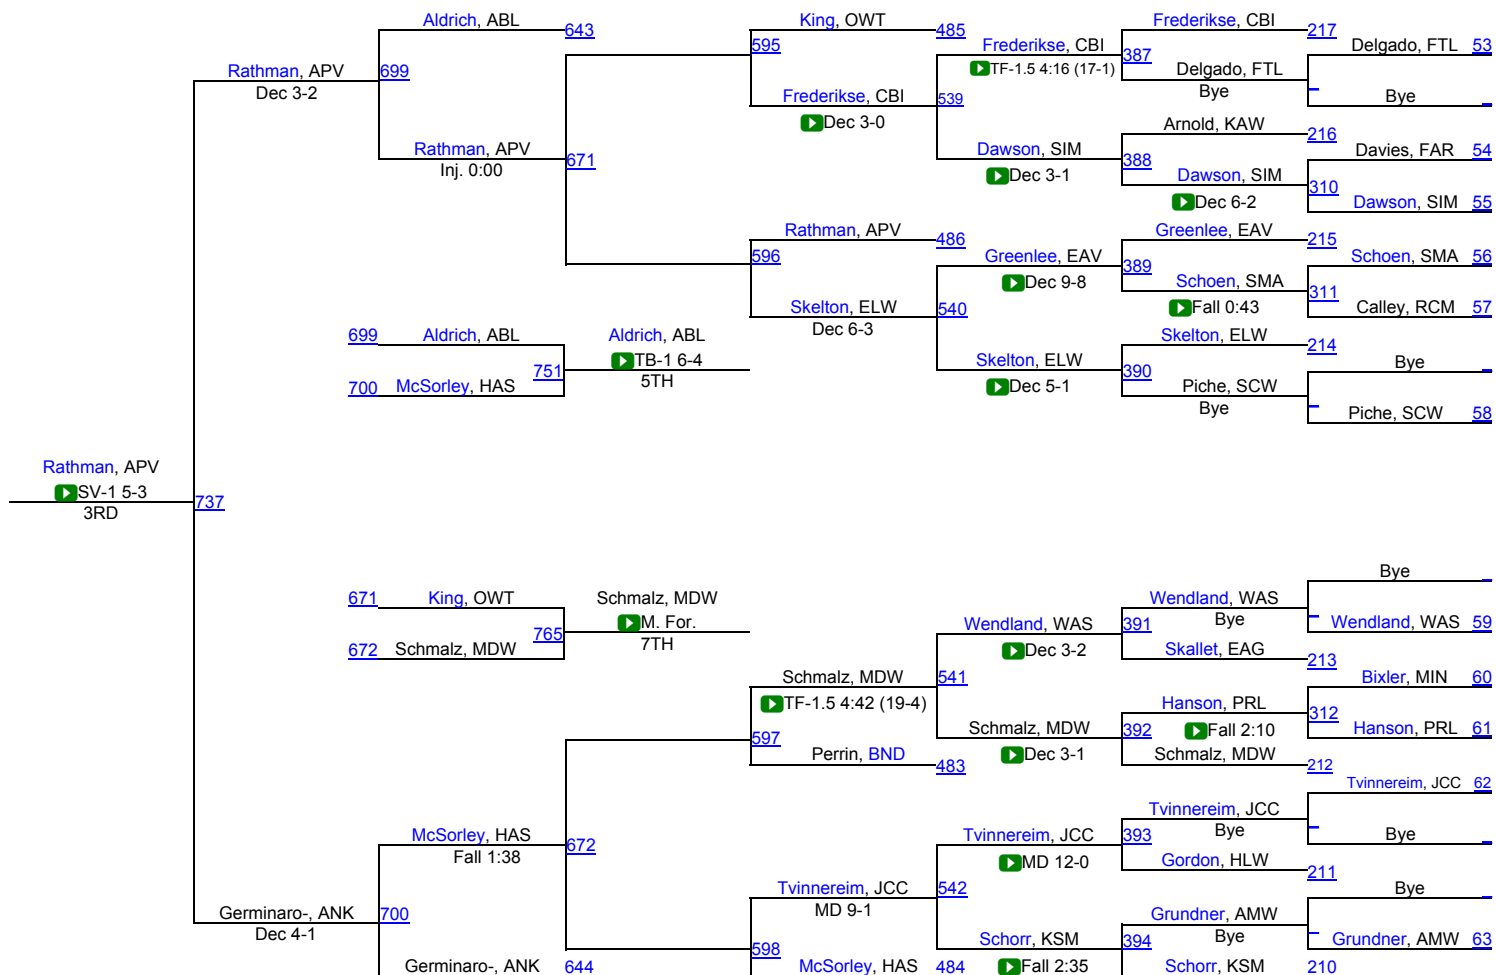 Aldrich, ABL 643
King, OWT 485
Frederikse, CBI 217
595
Frederikse, CBI
387
Delgado, FTL 53
Rathman, APV
699
TF-1.5 4:16 (17-1)
Delgado, FTL
Dec 3-2
Bye
Frederikse, CBI
539
Bye
Dec 3-0
Arnold, KAW 216
Rathman, APV
671
Dawson, SIM
388
Davies, FAR 54
Inj. 0:00
Dec 3-1
Dawson, SIM
310
Dec 6-2
Dawson, SIM 55
Rathman, APV 486
Greenlee, EAV 215
596
Greenlee, EAV
389
Schoen, SMA 56
Dec 9-8
Schoen, SMA
311
Skelton, ELW
540
Fall 0:43
Calley, RCM 57
Dec 6-3
699 Aldrich, ABL
Aldrich, ABL
Skelton, ELW 214
751
TB-1 6-4
Skelton, ELW
390
Bye
5TH
Dec 5-1
Piche, SCW
700 McSorley, HAS
Bye
Piche, SCW 58
Rathman, APV
SV-1 5-3
737
3RD
Bye
671 King, OWT
Schmalz, MDW
Wendland, WAS
765
M. For.
Wendland, WAS
391
Bye
Wendland, WAS 59
7TH
Dec 3-2
672 Schmalz, MDW
Skallet, EAG 213
Schmalz, MDW
541
Bixler, MIN 60
TF-1.5 4:42 (19-4)
Hanson, PRL
312
597
Schmalz, MDW
392
Fall 2:10
Hanson, PRL 61
Perrin, BND 483
Dec 3-1
Schmalz, MDW 212
Tvinnereim, JCC 62
Tvinnereim, JCC
McSorley, HAS
672
Tvinnereim, JCC
393
Bye
Bye
Fall 1:38
MD 12-0
Gordon, HLW 211
Tvinnereim, JCC
542
Bye
MD 9-1
Germinaro-, ANK
700
Grundner, AMW
Dec 4-1
598
Schorr, KSM
394
Bye
Grundner, AMW 63
Germinaro-, ANK 644
McSorley, HAS 484
Fall 2:35
Schorr, KSM 210